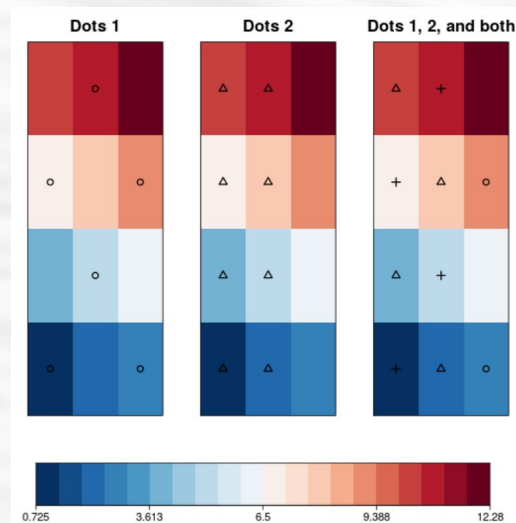 Dots 1
Dots 2
Dots 1, 2, and both
0.725
3.613
6.5
9.388
12.28